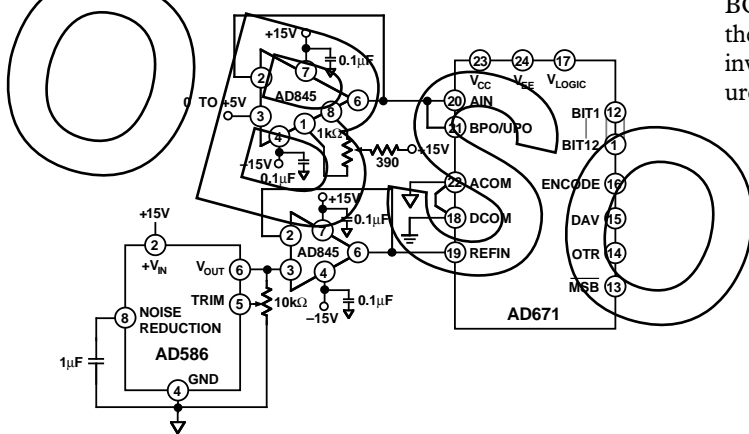 BC
the
inv
ure
+15V
0.1µF
2
7
AD845
6
3
8
1
4
0 TO +5V
1kΩ
–15V
0.1µF
390
+15V
23
24
17
VCC
VEE
VLOGIC
20 AIN
21 BPO/UPO
22 ACOM
18 DCOM
19 REFIN
BIT1 12
BIT12 1
ENCODE 16
DAV 15
OTR 14
MSB 13
AD671
+15V
0.1µF
2
7
AD845
6
3
4
0.1µF
–15V
+15V
2
+VIN
VOUT 6
TRIM 5
10kΩ
8 NOISE
REDUCTION
AD586
1µF
4 GND
OBSO